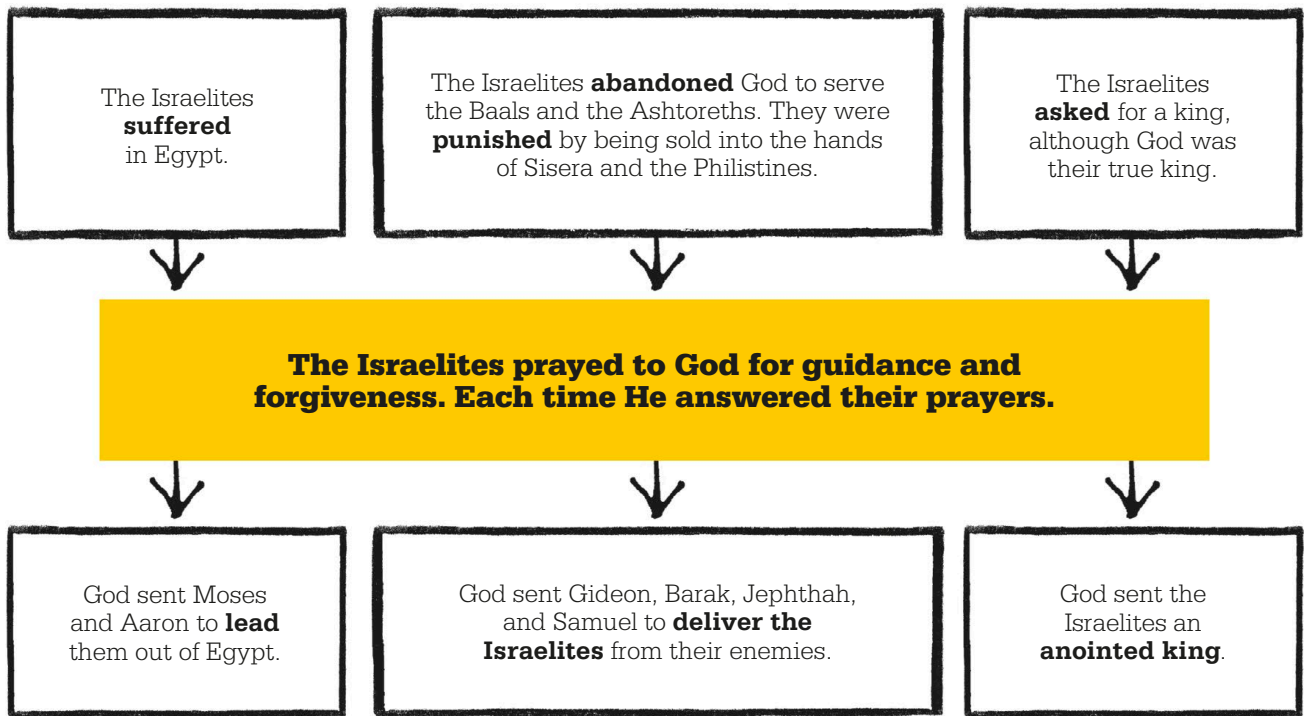 The Israelites
suffered
in Egypt.
The Israelites abandoned God to serve
the Baals and the Ashtoreths. They were
punished by being sold into the hands
of Sisera and the Philistines.
The Israelites
asked for a king,
although God was
their true king.
The Israelites prayed to God for guidance and
forgiveness. Each time He answered their prayers.
God sent Moses
and Aaron to lead
them out of Egypt.
God sent Gideon, Barak, Jephthah,
and Samuel to deliver the
Israelites from their enemies.
God sent the
Israelites an
anointed king.